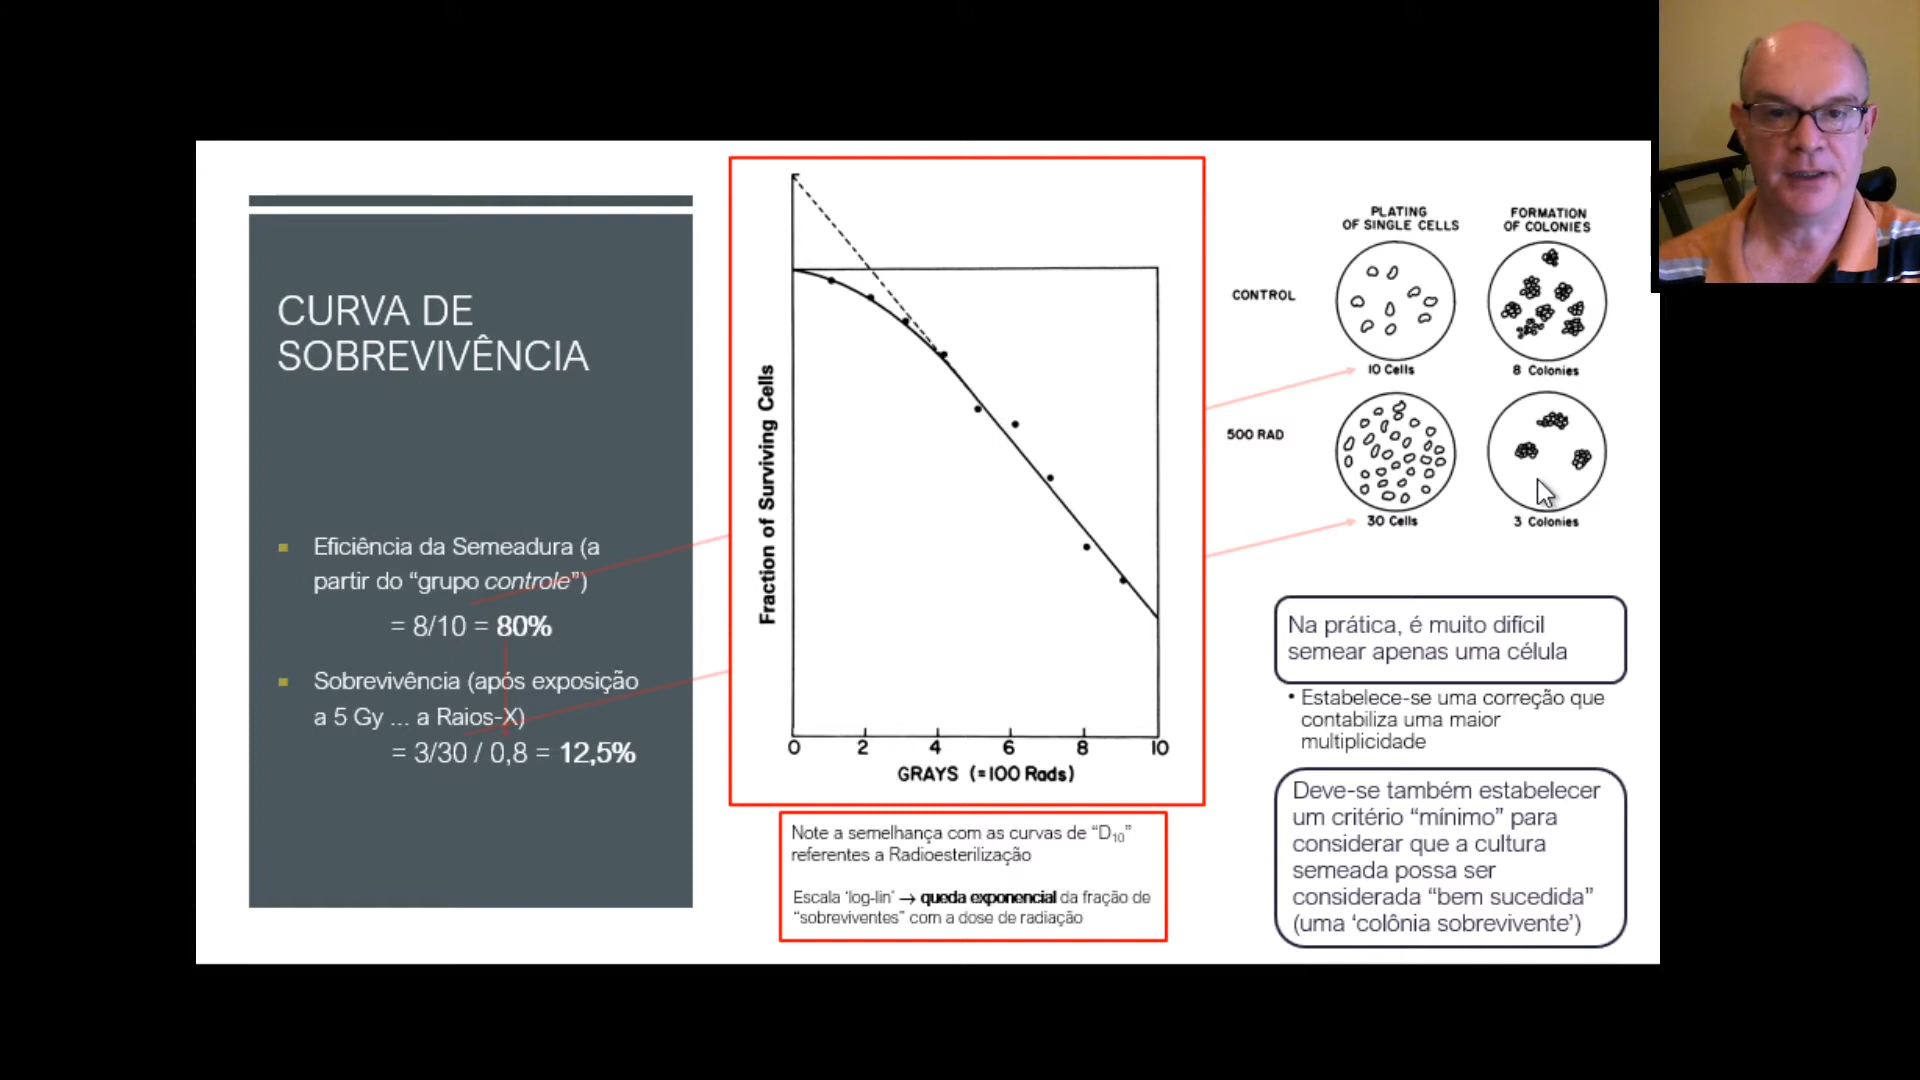 CURVA DE
SOBREVIVÊNCIA
▪ Eficiência da Semeadura (a
partir do “grupo controle”)
= 8/10 = 80%
▪ Sobrevivência (após exposição
a 5 Gy ... a Raios-X)
= 3/30 / 0,8 = 12,5%
Fraction of Surviving Cells
0 2 4 6 8 10
GRAYS (=100 Rads)
Note a semelhança com as curvas de “D10”
referentes a Radioesterilização
Escala ‘log-lin’ → queda exponencial da fração de
“sobreviventes” com a dose de radiação
PLATING
OF SINGLE CELLS
FORMATION
OF COLONIES
CONTROL
10 Cells
8 Colonies
500 RAD
30 Cells
3 Colonies
Na prática, é muito difícil
semear apenas uma célula
• Estabelece-se uma correção que
contabiliza uma maior
multiplicidade
Deve-se também estabelecer
um critério “mínimo” para
considerar que a cultura
semeada possa ser
considerada “bem sucedida”
(uma ‘colônia sobrevivente’)